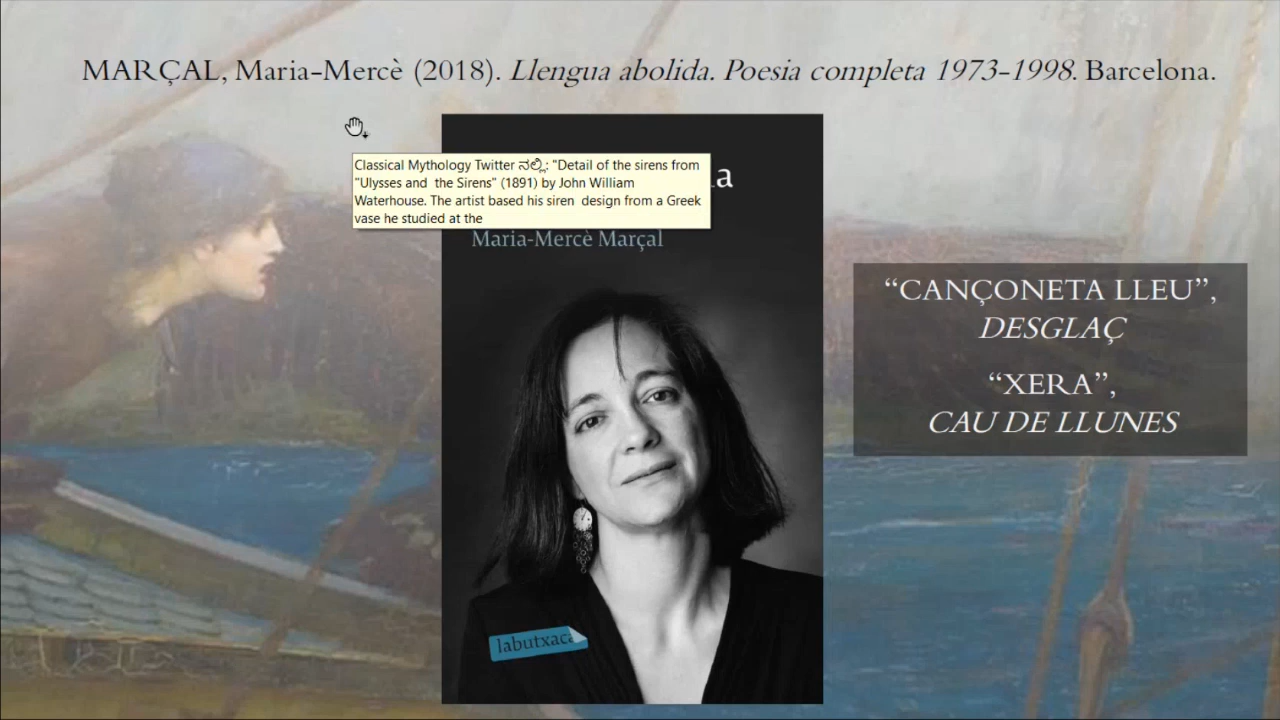 MARÇAL, Maria-Mercè (2018). Llengua abolida. Poesia completa 1973-1998. Barcelona.
Classical Mythology Twitter ನಲ್ಲಿ: "Detail of the sirens from
"Ulysses and the Sirens" (1891) by John William
Waterhouse. The artist based his siren design from a Greek
vase he studied at the
Maria-Mercè Marçal
“CANÇONETA LLEU”,
DESGLAÇ
“XERA”,
CAU DE LLUNES
labutxaca